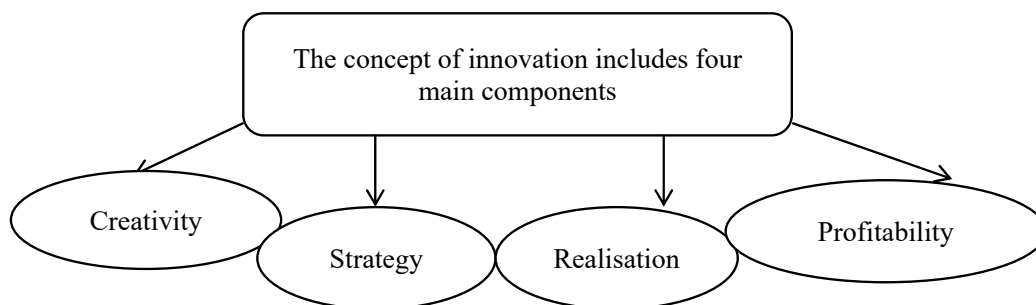 The concept of innovation includes four
main components
Creativity
Strategy
Realisation
Profitability